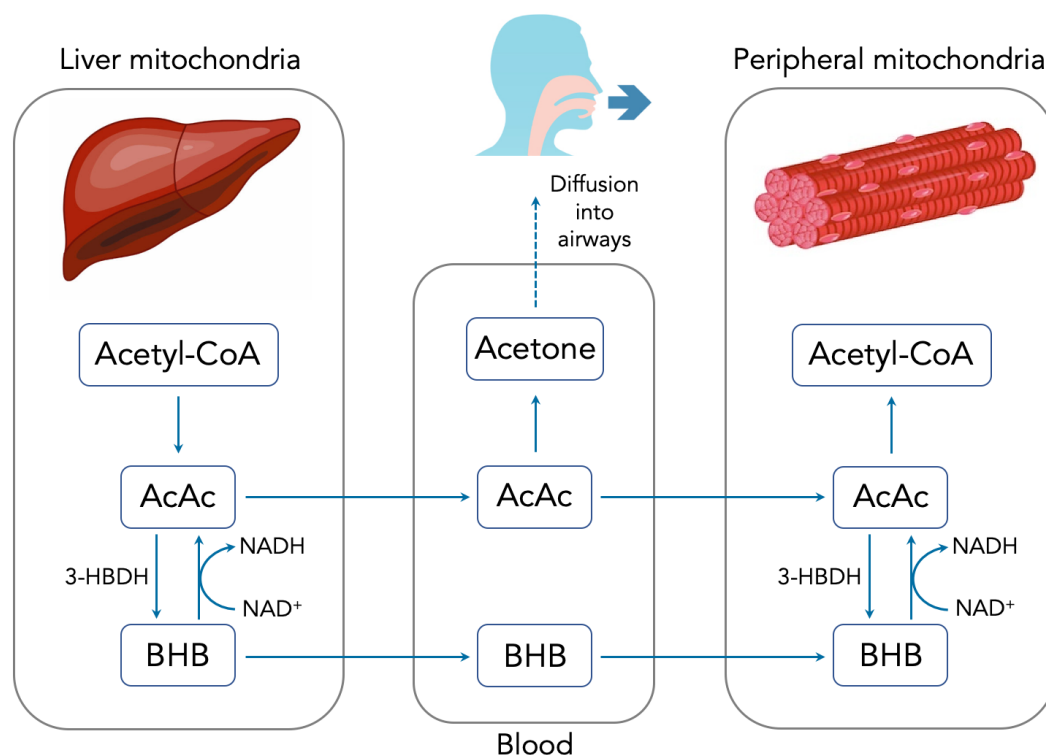 Liver mitochondria
Peripheral mitochondria
Diffusion
into
airways
Acetyl-CoA
Acetone
Acetyl-CoA
AcAc
AcAc
AcAc
3-HBDH
NADH
NAD⁺
3-HBDH
NADH
NAD⁺
BHB
BHB
BHB
Blood